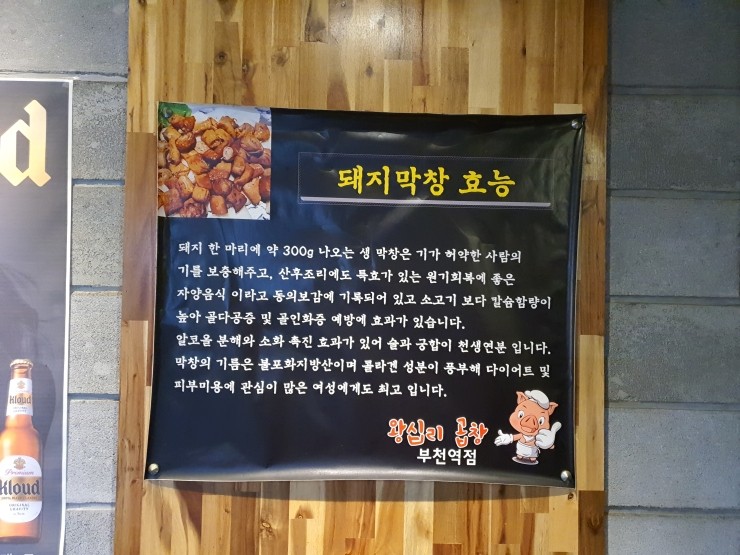 d
돼지막창 효능
돼지 한 마리에 약 300g 나오는 생 막창은 기가 허약한 사람의
기를 보충해주고, 산후조리에도 특효가 있는 원기회복에 좋은
자양음식 이라고 동의보감에 기록되어 있고 소고기 보다 칼슘함량이
높아 골다공증 및 골인화증 예방에 효과가 있습니다.
알코올 분해와 소화 촉진 효과가 있어 술과 궁합이 천생연분 입니다.
막창의 기름은 불포화지방산이며 콜라겐 성분이 풍부해 다이어트 및
피부미용에 관심이 많은 여성에게도 최고 입니다.
왕십리 곱창
부천역점
Kloud
Premium
Kloud